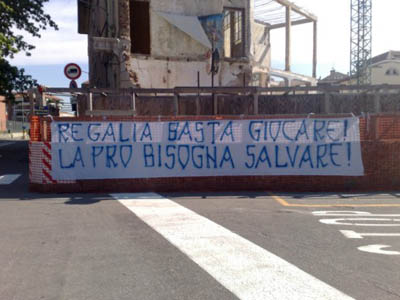 REGALIA BASTA GIOCARE!
LA PRO BISOGNA SALVARE!